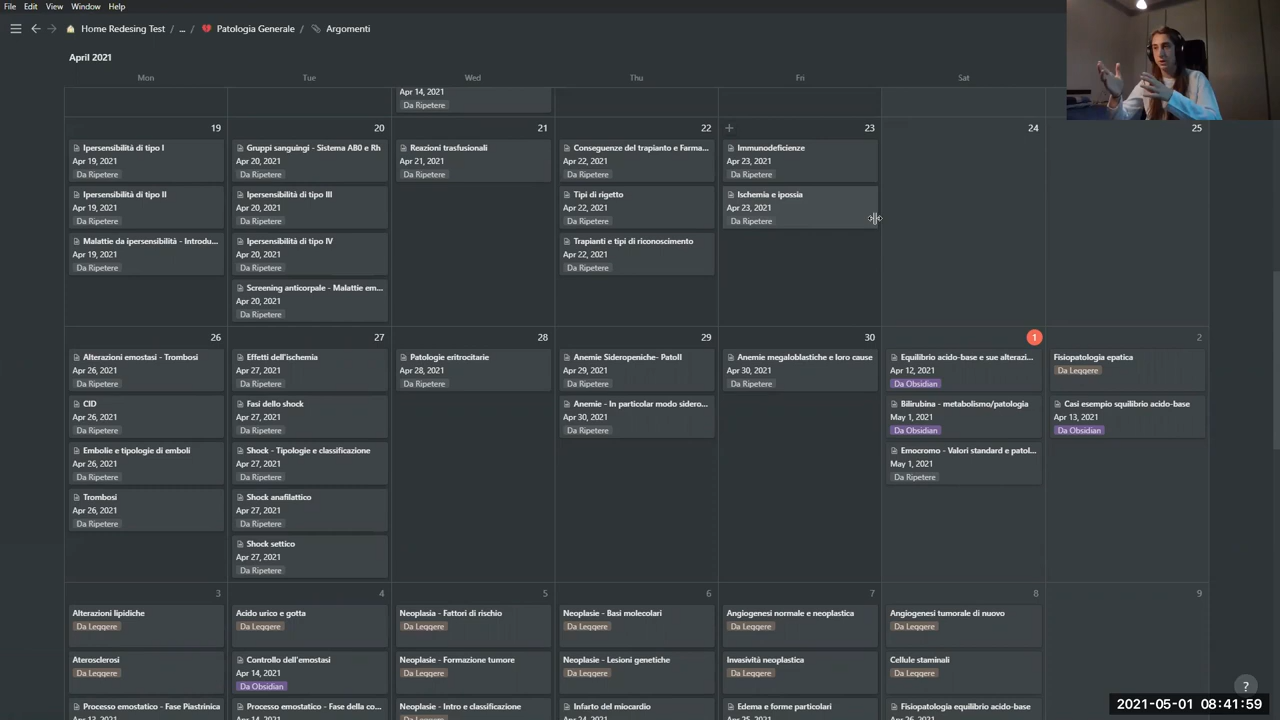 File Edit View Window Help
Home Redesing Test / ... / Patologia Generale / Argomenti
April 2021
Mon Tue Wed Thu Fri Sat
Apr 14, 2021
Da Ripetere
19 20 21 22 23 24 25
Ipersensibilità di tipo I
Apr 19, 2021
Da Ripetere
Ipersensibilità di tipo II
Apr 19, 2021
Da Ripetere
Malattie da ipersensibilità - Introdu...
Apr 19, 2021
Da Ripetere
Gruppi sanguingi - Sistema AB0 e Rh
Apr 20, 2021
Da Ripetere
Ipersensibilità di tipo III
Apr 20, 2021
Da Ripetere
Ipersensibilità di tipo IV
Apr 20, 2021
Da Ripetere
Screening anticorpale - Malattie em...
Apr 20, 2021
Da Ripetere
Reazioni trasfusionali
Apr 21, 2021
Da Ripetere
Conseguenze del trapianto e Farma...
Apr 22, 2021
Da Ripetere
Tipi di rigetto
Apr 22, 2021
Da Ripetere
Trapianti e tipi di riconoscimento
Apr 22, 2021
Da Ripetere
Immunodeficienze
Apr 23, 2021
Da Ripetere
Ischemia e ipossia
Apr 23, 2021
Da Ripetere
26 27 28 29 30 1 2
Alterazioni emostasi - Trombosi
Apr 26, 2021
Da Ripetere
CID
Apr 26, 2021
Da Ripetere
Embolie e tipologie di emboli
Apr 26, 2021
Da Ripetere
Trombosi
Apr 26, 2021
Da Ripetere
Effetti dell'ischemia
Apr 27, 2021
Da Ripetere
Fasi dello shock
Apr 27, 2021
Da Ripetere
Shock - Tipologie e classificazione
Apr 27, 2021
Da Ripetere
Shock anafilattico
Apr 27, 2021
Da Ripetere
Shock settico
Apr 27, 2021
Da Ripetere
Patologie eritrocitarie
Apr 28, 2021
Da Ripetere
Anemie Sideropeniche- PatoII
Apr 29, 2021
Da Ripetere
Anemie - In particolar modo sidero...
Apr 30, 2021
Da Ripetere
Anemie megaloblastiche e loro cause
Apr 30, 2021
Da Ripetere
Equilibrio acido-base e sue alterazi...
Apr 12, 2021
Da Obsidian
Bilirubina - metabolismo/patologia
May 1, 2021
Da Obsidian
Emocromo - Valori standard e patol...
May 1, 2021
Da Ripetere
Fisiopatologia epatica
Da Leggere
Casi esempio squilibrio acido-base
Apr 13, 2021
Da Obsidian
3 4 5 6 7 8 9
Alterazioni lipidiche
Da Leggere
Aterosclerosi
Da Leggere
Processo emostatico - Fase Piastrinica
Acido urico e gotta
Da Leggere
Controllo dell'emostasi
Apr 14, 2021
Da Obsidian
Processo emostatico - Fase della co...
Neoplasia - Fattori di rischio
Da Leggere
Neoplasie - Formazione tumore
Da Leggere
Neoplasie - Intro e classificazione
Neoplasie - Basi molecolari
Da Leggere
Neoplasie - Lesioni genetiche
Da Leggere
Infarto del miocardio
Angiogenesi normale e neoplastica
Da Leggere
Invasività neoplastica
Da Leggere
Edema e forme particolari
Angiogenesi tumorale di nuovo
Da Leggere
Cellule staminali
Da Leggere
Fisiopatologia equilibrio acido-base
?
2021-05-01 08:41:59